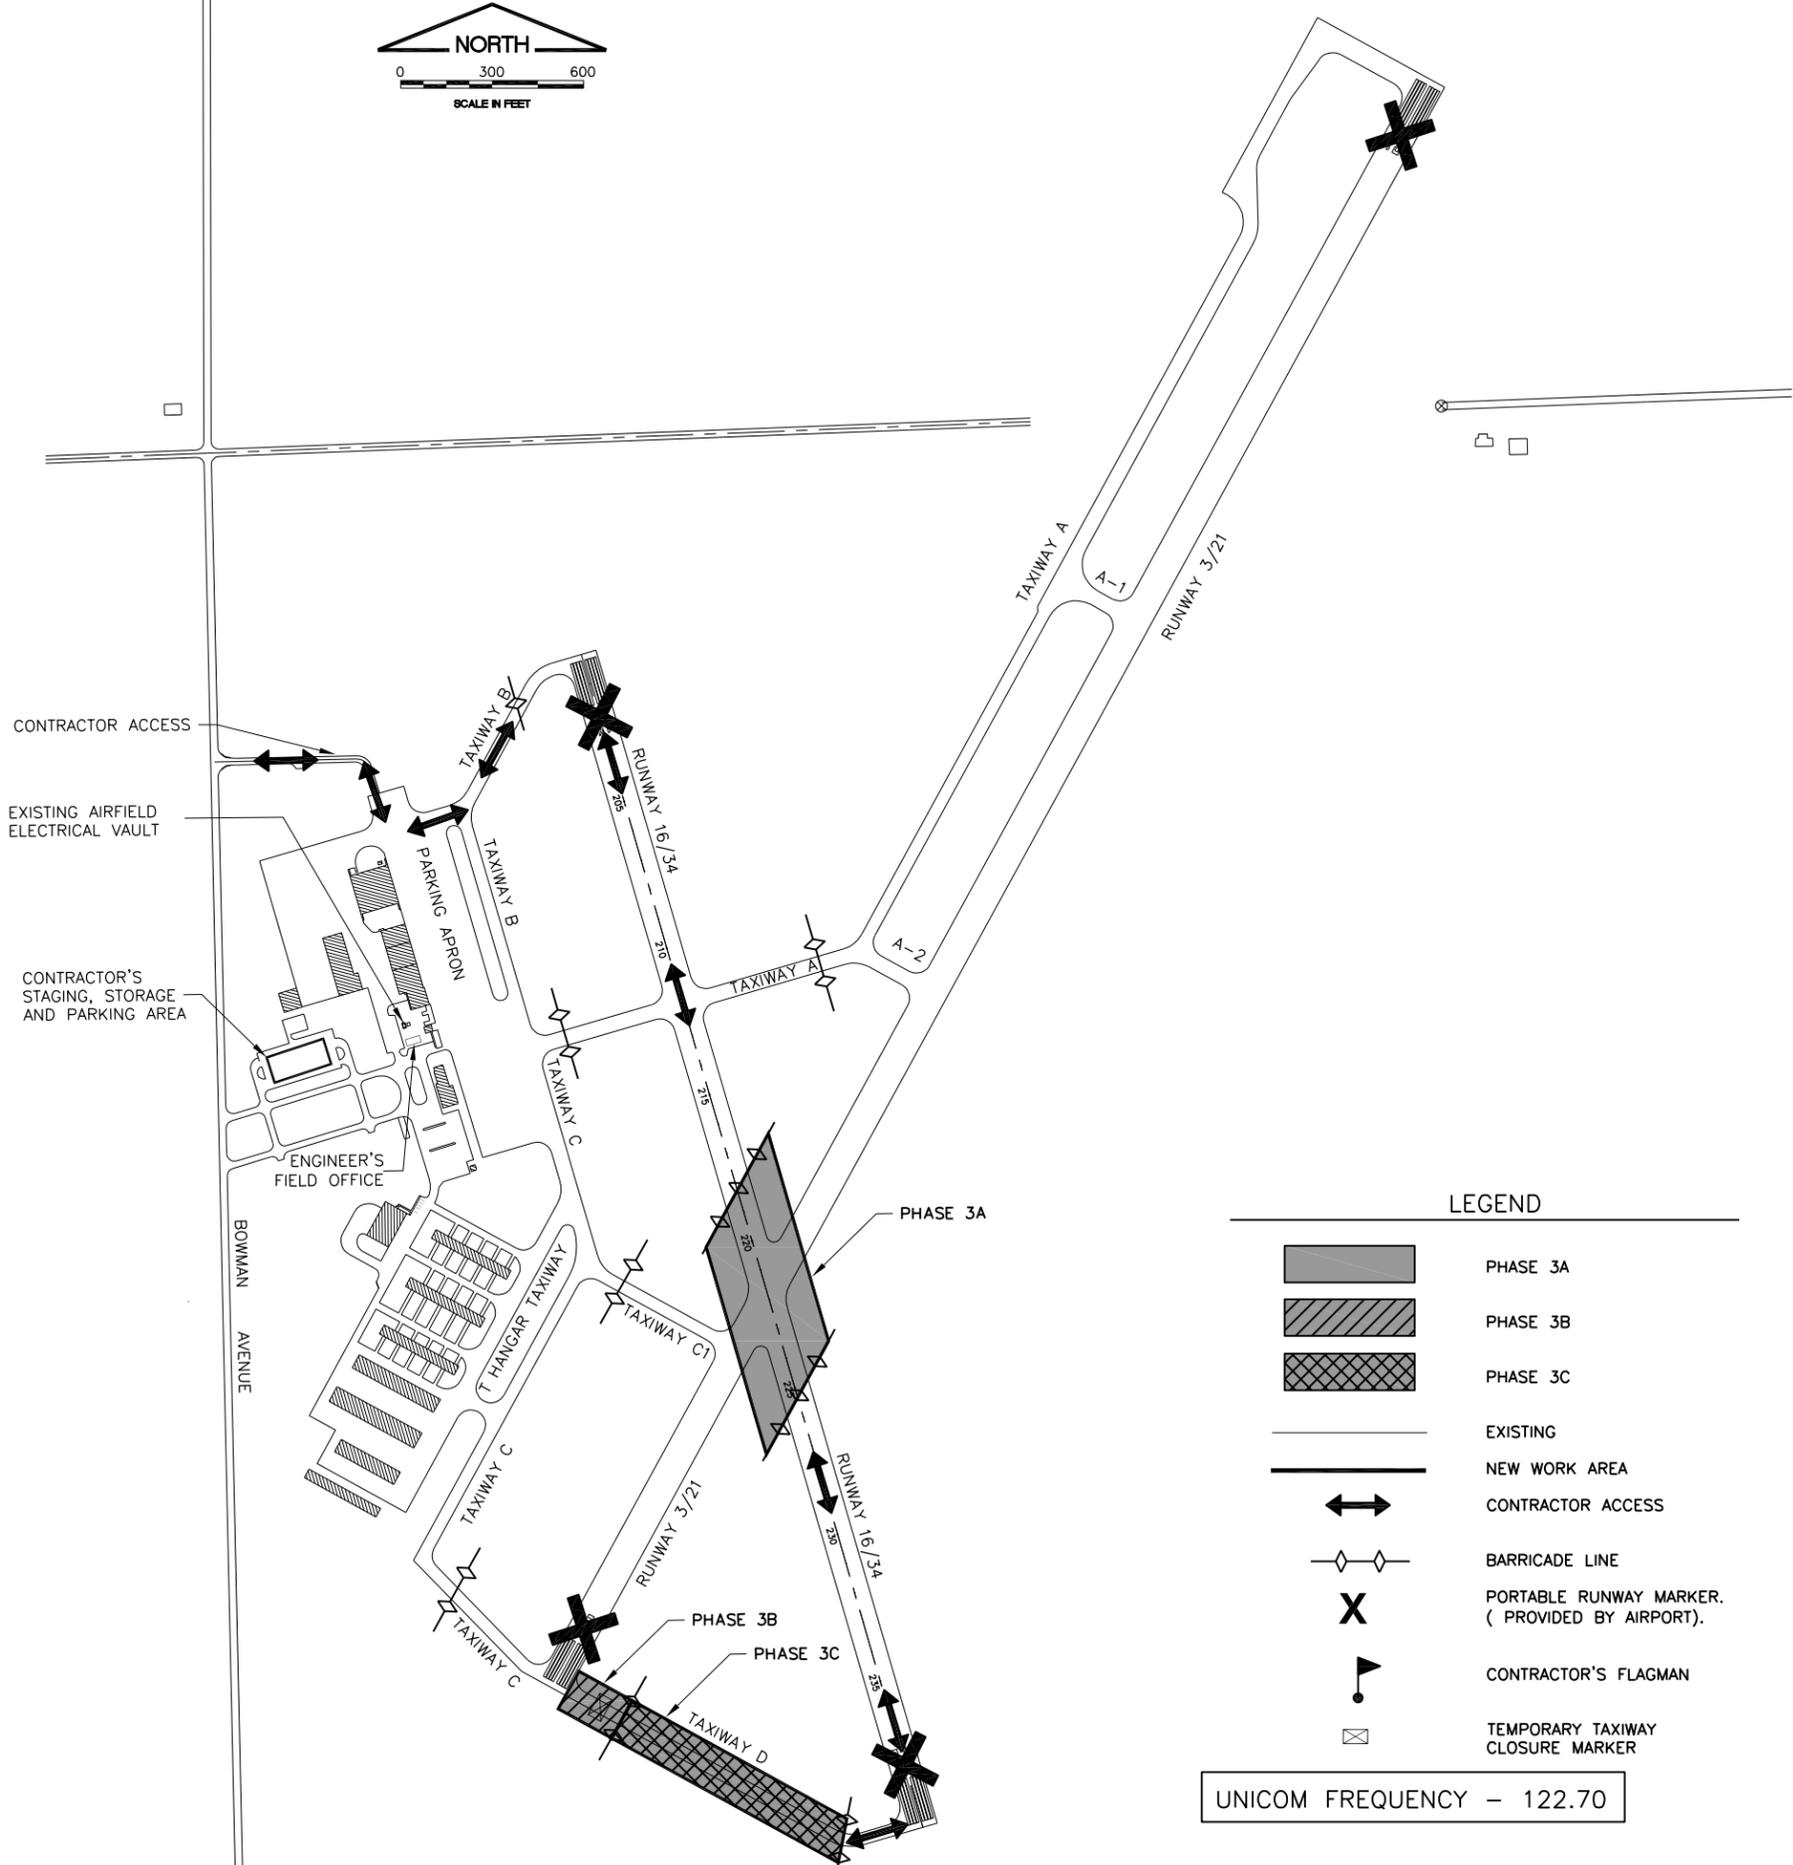 NORTH
0 300 600
SCALE IN FEET
TAXIWAY A
A-1
RUNWAY 3/21
TAXIWAY B
CONTRACTOR ACCESS
RUNWAY 16/34
205
EXISTING AIRFIELD
ELECTRICAL VAULT
PARKING APRON
TAXIWAY B
210
A-2
TAXIWAY A
CONTRACTOR'S
STAGING, STORAGE
AND PARKING AREA
TAXIWAY C
215
ENGINEER'S
FIELD OFFICE
BOWMAN AVENUE
T HANGAR TAXIWAY
TAXIWAY C1
220
PHASE 3A
225
TAXIWAY C
RUNWAY 3/21
RUNWAY 16/34
230
TAXIWAY C
PHASE 3B
PHASE 3C
235
TAXIWAY D
LEGEND
PHASE 3A
PHASE 3B
PHASE 3C
EXISTING
NEW WORK AREA
CONTRACTOR ACCESS
BARRICADE LINE
PORTABLE RUNWAY MARKER.
( PROVIDED BY AIRPORT).
CONTRACTOR'S FLAGMAN
TEMPORARY TAXIWAY
CLOSURE MARKER
UNICOM FREQUENCY - 122.70